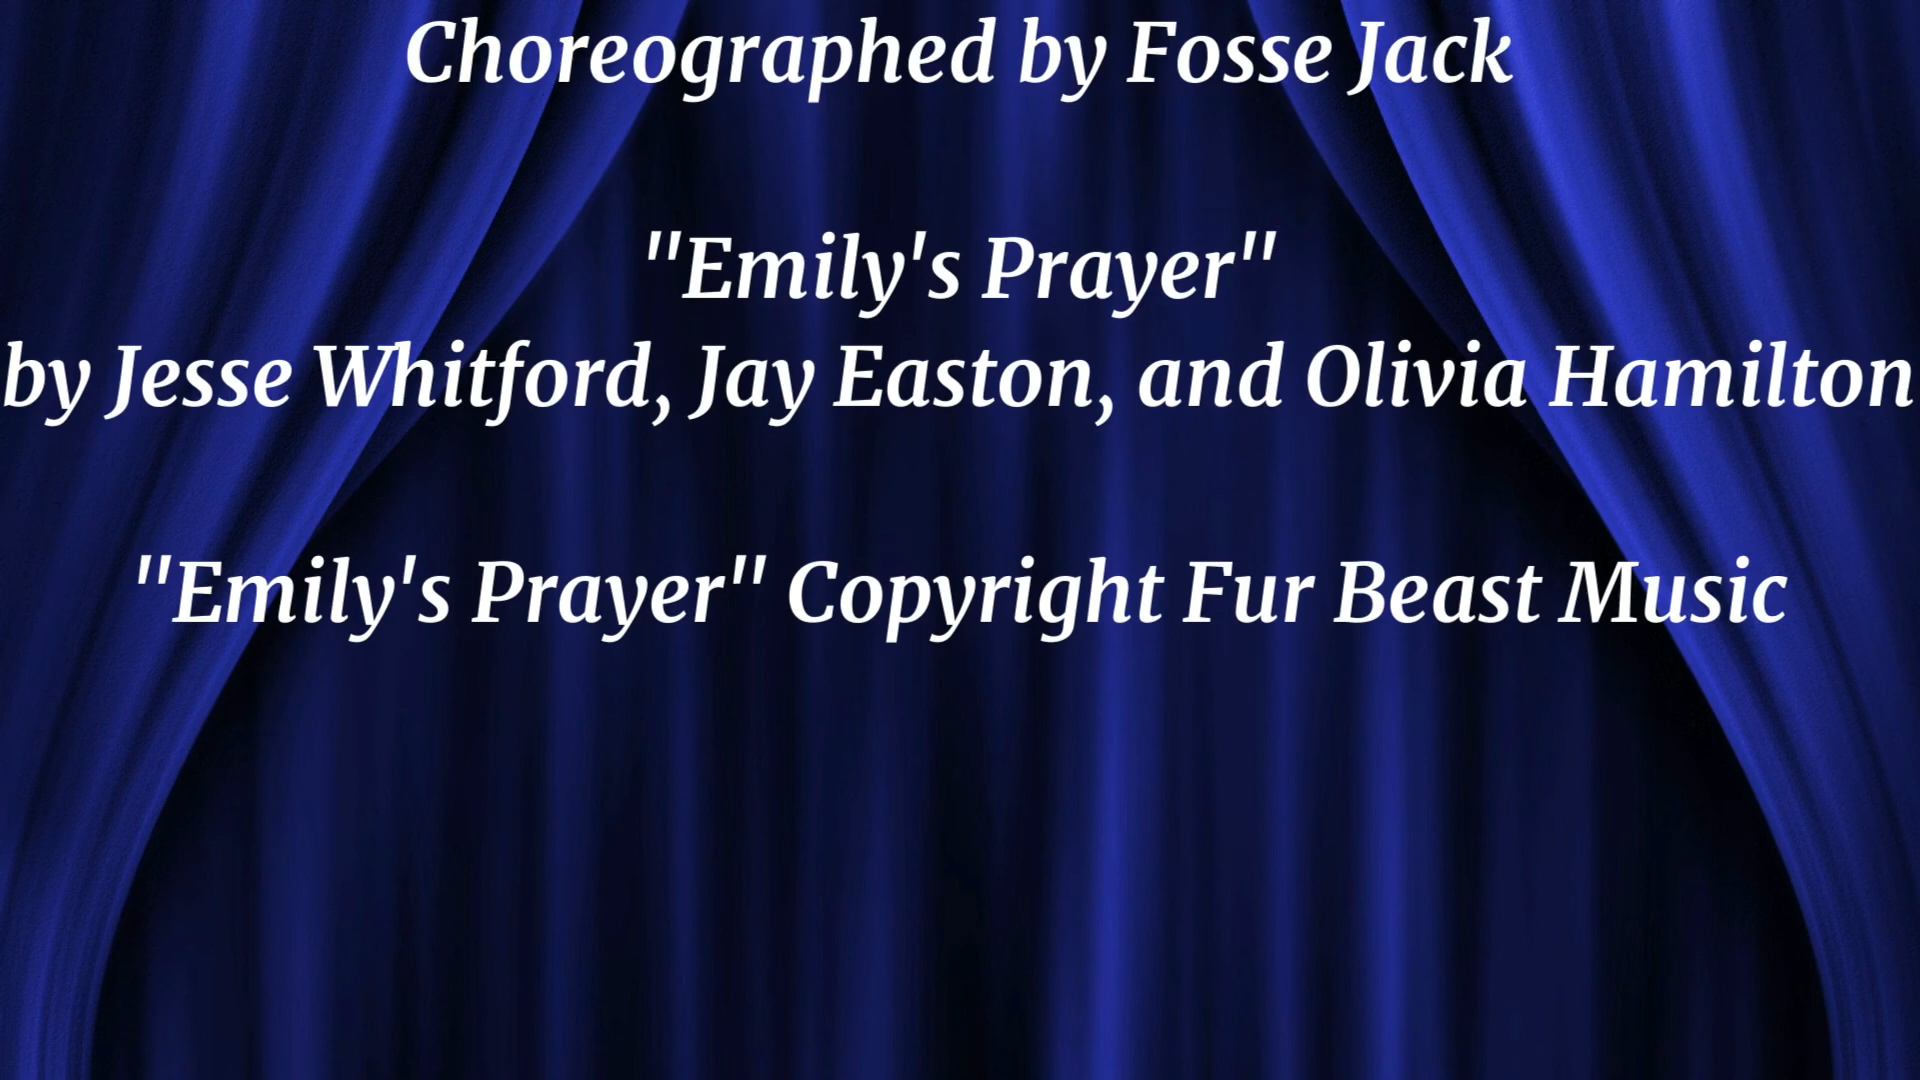 Choreographed by Fosse Jack
"Emily's Prayer"
by Jesse Whitford, Jay Easton, and Olivia Hamilton
"Emily's Prayer" Copyright Fur Beast Music